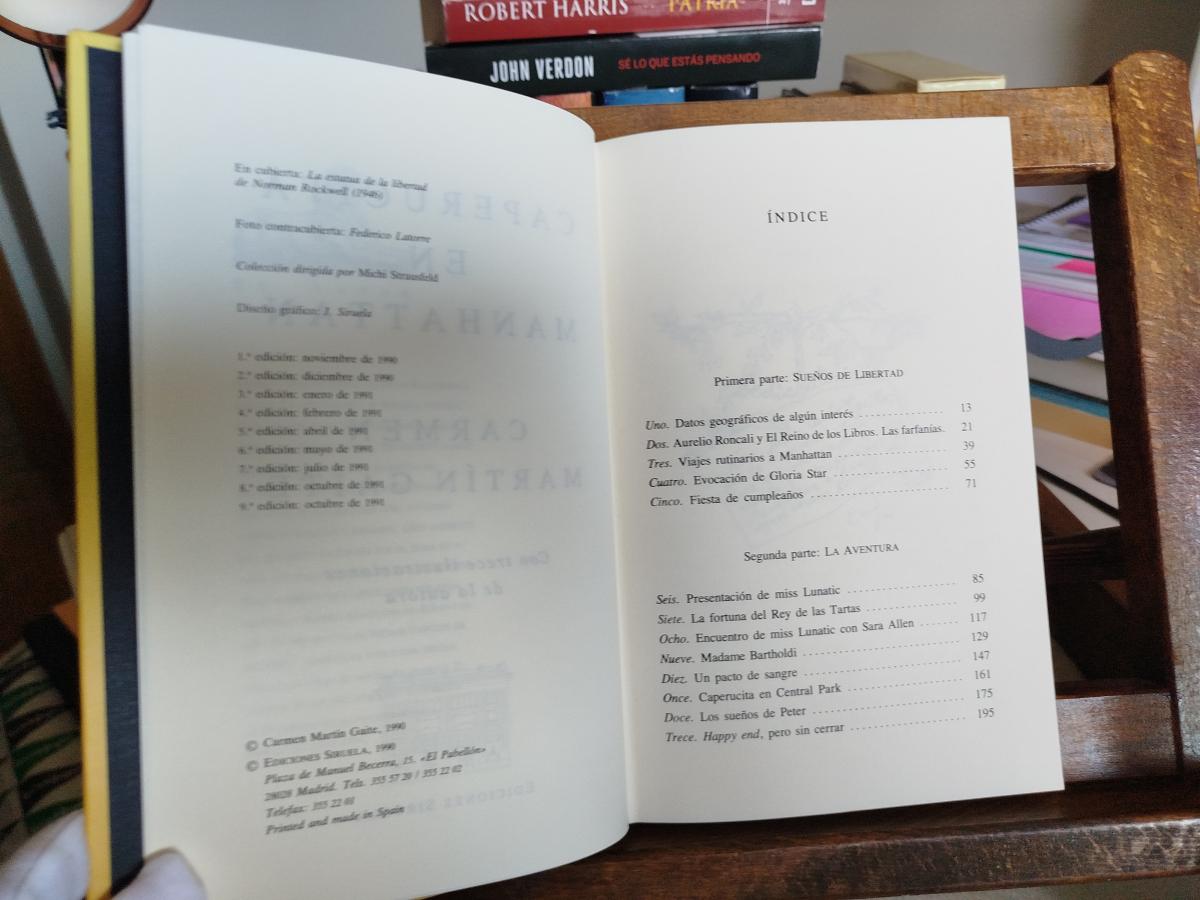 ROBERT HARRIS PATRIA
JOHN VERDON SÉ LO QUE ESTÁS PENSANDO
En cubierta: La estatua de la libertad
de Norman Rockwell (1946)
Foto contracubierta: Federico Latorre
Colección dirigida por Michi Strausfeld
Diseño gráfico: J. Siruela
1.ª edición: noviembre de 1990
2.ª edición: diciembre de 1990
3.ª edición: enero de 1991
4.ª edición: febrero de 1991
5.ª edición: abril de 1991
6.ª edición: mayo de 1991
7.ª edición: julio de 1991
8.ª edición: octubre de 1991
9.ª edición: octubre de 1991
© Carmen Martín Gaite, 1990
© EDICIONES SIRUELA, 1990
Plaza de Manuel Becerra, 15. «El Pabellón»
28028 Madrid. Tels. 355 57 20 / 355 22 02
Telefax: 355 22 01
Printed and made in Spain
ÍNDICE
Primera parte: SUEÑOS DE LIBERTAD
Uno. Datos geográficos de algún interés 13
Dos. Aurelio Roncali y El Reino de los Libros. Las farfanías. 21
Tres. Viajes rutinarios a Manhattan 39
Cuatro. Evocación de Gloria Star 55
Cinco. Fiesta de cumpleaños 71
Segunda parte: LA AVENTURA
Seis. Presentación de miss Lunatic 85
Siete. La fortuna del Rey de las Tartas 99
Ocho. Encuentro de miss Lunatic con Sara Allen 117
Nueve. Madame Bartholdi 129
Diez. Un pacto de sangre 147
Once. Caperucita en Central Park 161
Doce. Los sueños de Peter 175
Trece. Happy end, pero sin cerrar 195